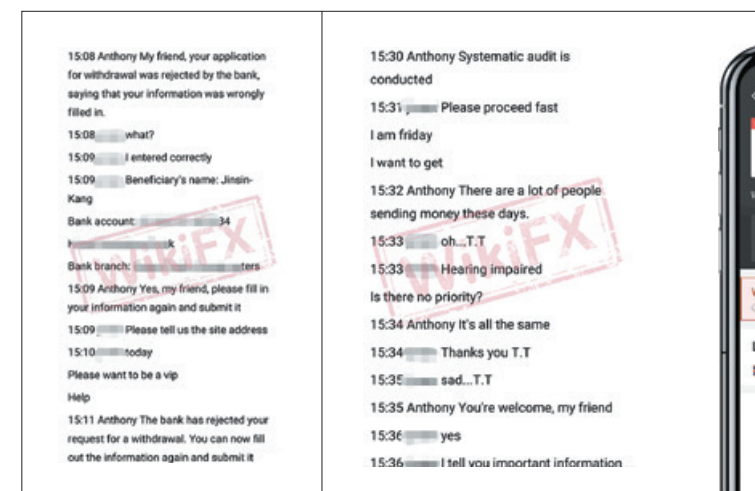 15:08 Anthony My friend, your application
for withdrawal was rejected by the bank,
saying that your information was wrongly
filled in.
15:08 what?
15:09 I entered correctly
15:09 Beneficiary's name: Jinsin-
Kang
Bank account: 34
k
Bank branch: ters
15:09 Anthony Yes, my friend, please fill in
your information again and submit it
15:09 Please tell us the site address
15:10 today
Please want to be a vip
Help
15:11 Anthony The bank has rejected your
request for a withdrawal. You can now fill
out the information again and submit it
WikiFX
15:30 Anthony Systematic audit is
conducted
15:31 Please proceed fast
I am friday
I want to get
15:32 Anthony There are a lot of people
sending money these days.
15:33 oh...T.T
15:33 Hearing impaired
Is there no priority?
15:34 Anthony It's all the same
15:34 Thanks you T.T
15:35 sad...T.T
15:35 Anthony You're welcome, my friend
15:36 yes
15:36 I tell you important information
WikiFX